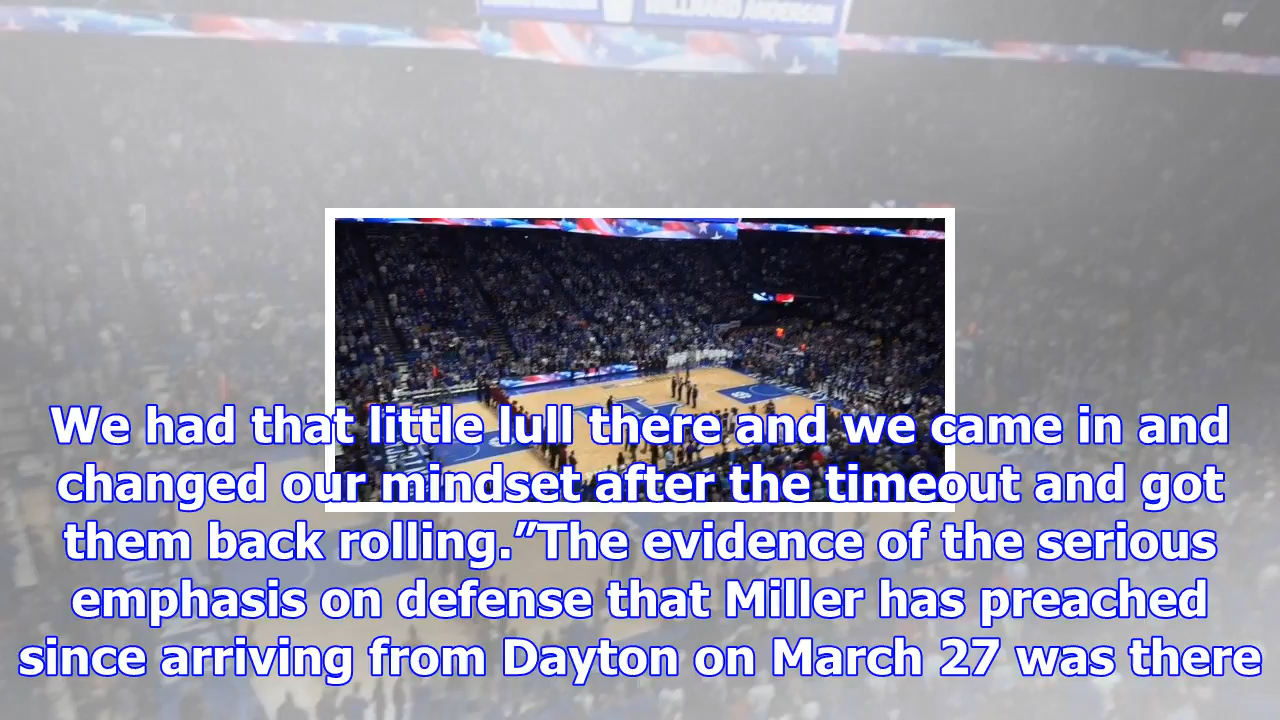 WILLIAM ANDERSON
We had that little lull there and we came in and
changed our mindset after the timeout and got
them back rolling.”The evidence of the serious
emphasis on defense that Miller has preached
since arriving from Dayton on March 27 was there